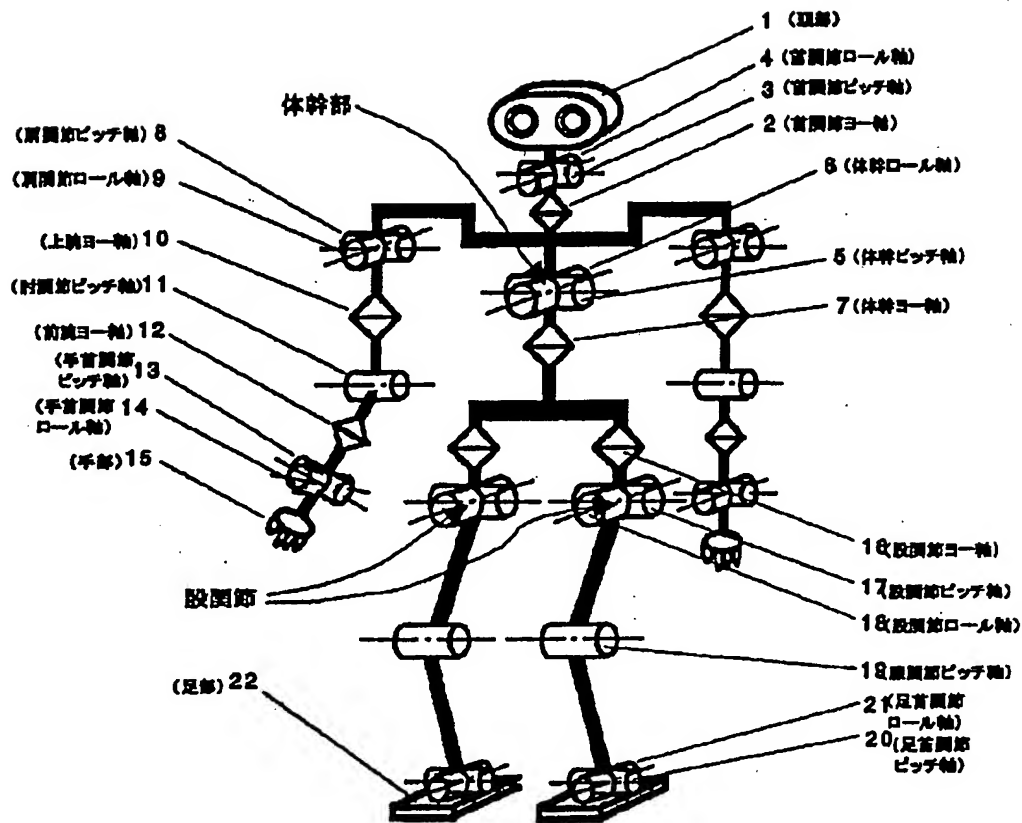 1 (頭部)
4 (首関節ロール軸)
3 (首関節ピッチ軸)
2 (首関節ヨー軸)
体幹部
6 (体幹ロール軸)
5 (体幹ピッチ軸)
7 (体幹ヨー軸)
(肩関節ピッチ軸) 8
(肩関節ロール軸) 9
(上腕ヨー軸) 10
(肘関節ピッチ軸) 11
(前腕ヨー軸) 12
(手首関節
ピッチ軸) 13
(手首関節 14
ロール軸)
(手部) 15
股関節
16 (股関節ヨー軸)
17 (股関節ピッチ軸)
18 (股関節ロール軸)
19 (膝関節ピッチ軸)
21 (足首関節
ロール軸)
20 (足首関節
ピッチ軸)
(足部) 22